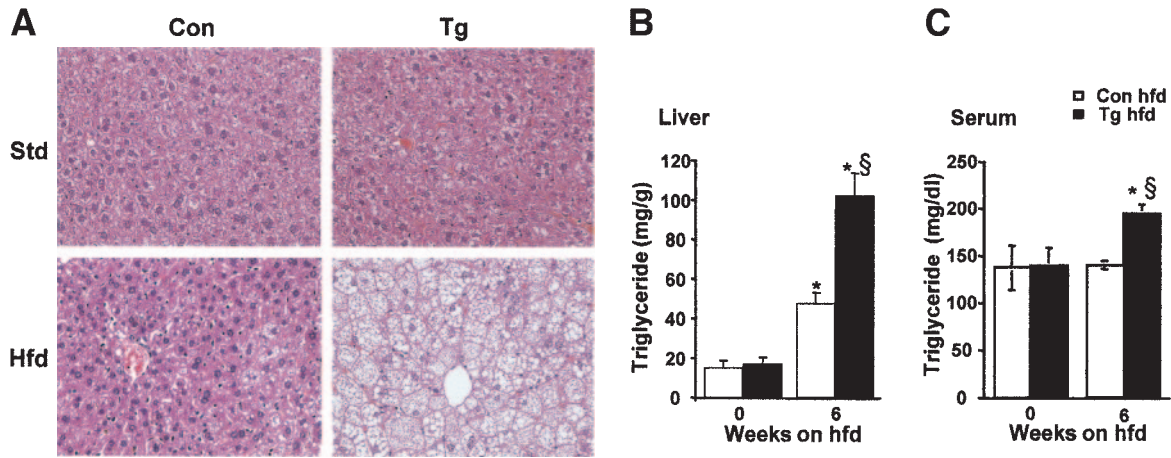 A
Con
Tg
Std
Hfd
B
Liver
Triglyceride (mg/g)
120
100
80
60
40
20
0
*
*§
0
6
Weeks on hfd
C
Con hfd
Tg hfd
Serum
Triglyceride (mg/dl)
250
200
150
100
50
0
*§
0
6
Weeks on hfd